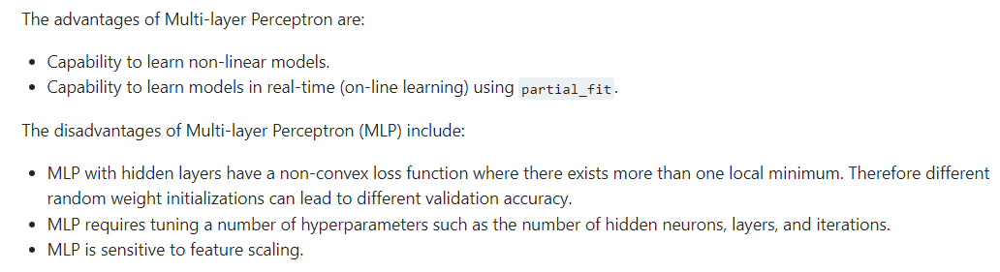 The advantages of Multi-layer Perceptron are:
• Capability to learn non-linear models.
• Capability to learn models in real-time (on-line learning) using partial_fit.
The disadvantages of Multi-layer Perceptron (MLP) include:
• MLP with hidden layers have a non-convex loss function where there exists more than one local minimum. Therefore different
random weight initializations can lead to different validation accuracy.
• MLP requires tuning a number of hyperparameters such as the number of hidden neurons, layers, and iterations.
• MLP is sensitive to feature scaling.